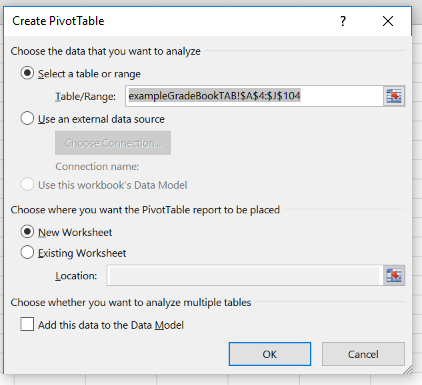 Create PivotTable ?
Choose the data that you want to analyze
Select a table or range
Table/Range: exampleGradeBookTAB!$A$4:$J$104
Use an external data source
Choose Connection...
Connection name:
Use this workbook's Data Model
Choose where you want the PivotTable report to be placed
New Worksheet
Existing Worksheet
Location:
Choose whether you want to analyze multiple tables
Add this data to the Data Model
OK Cancel